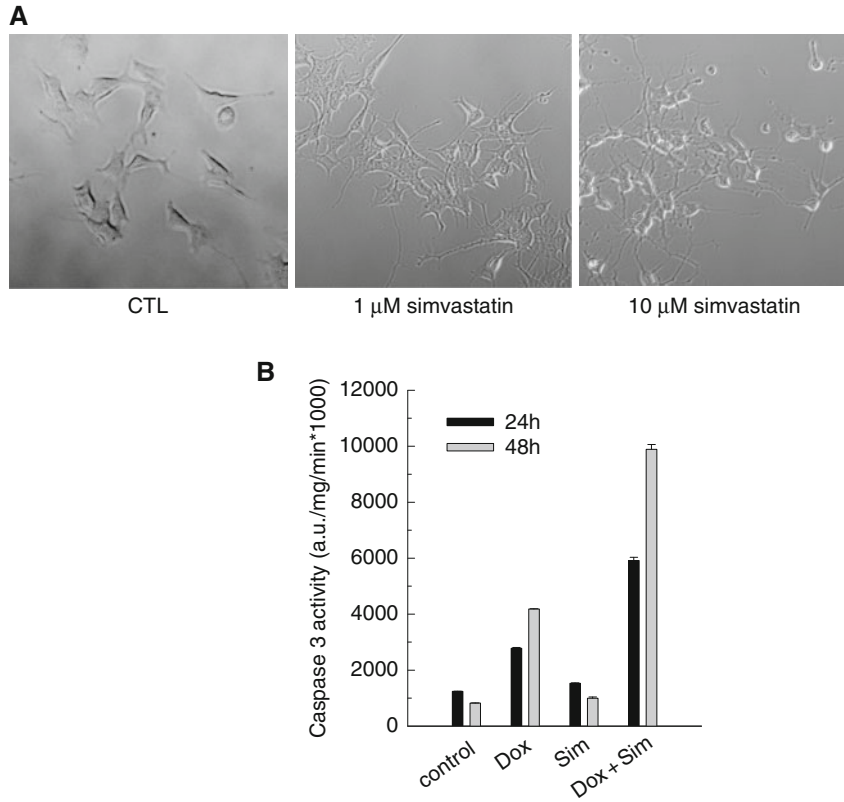 A
CTL
1 μM simvastatin
10 μM simvastatin
B
Caspase 3 activity (a.u./mg/min*1000)
12000
10000
8000
6000
4000
2000
0
24h
48h
control
Dox
Sim
Dox + Sim